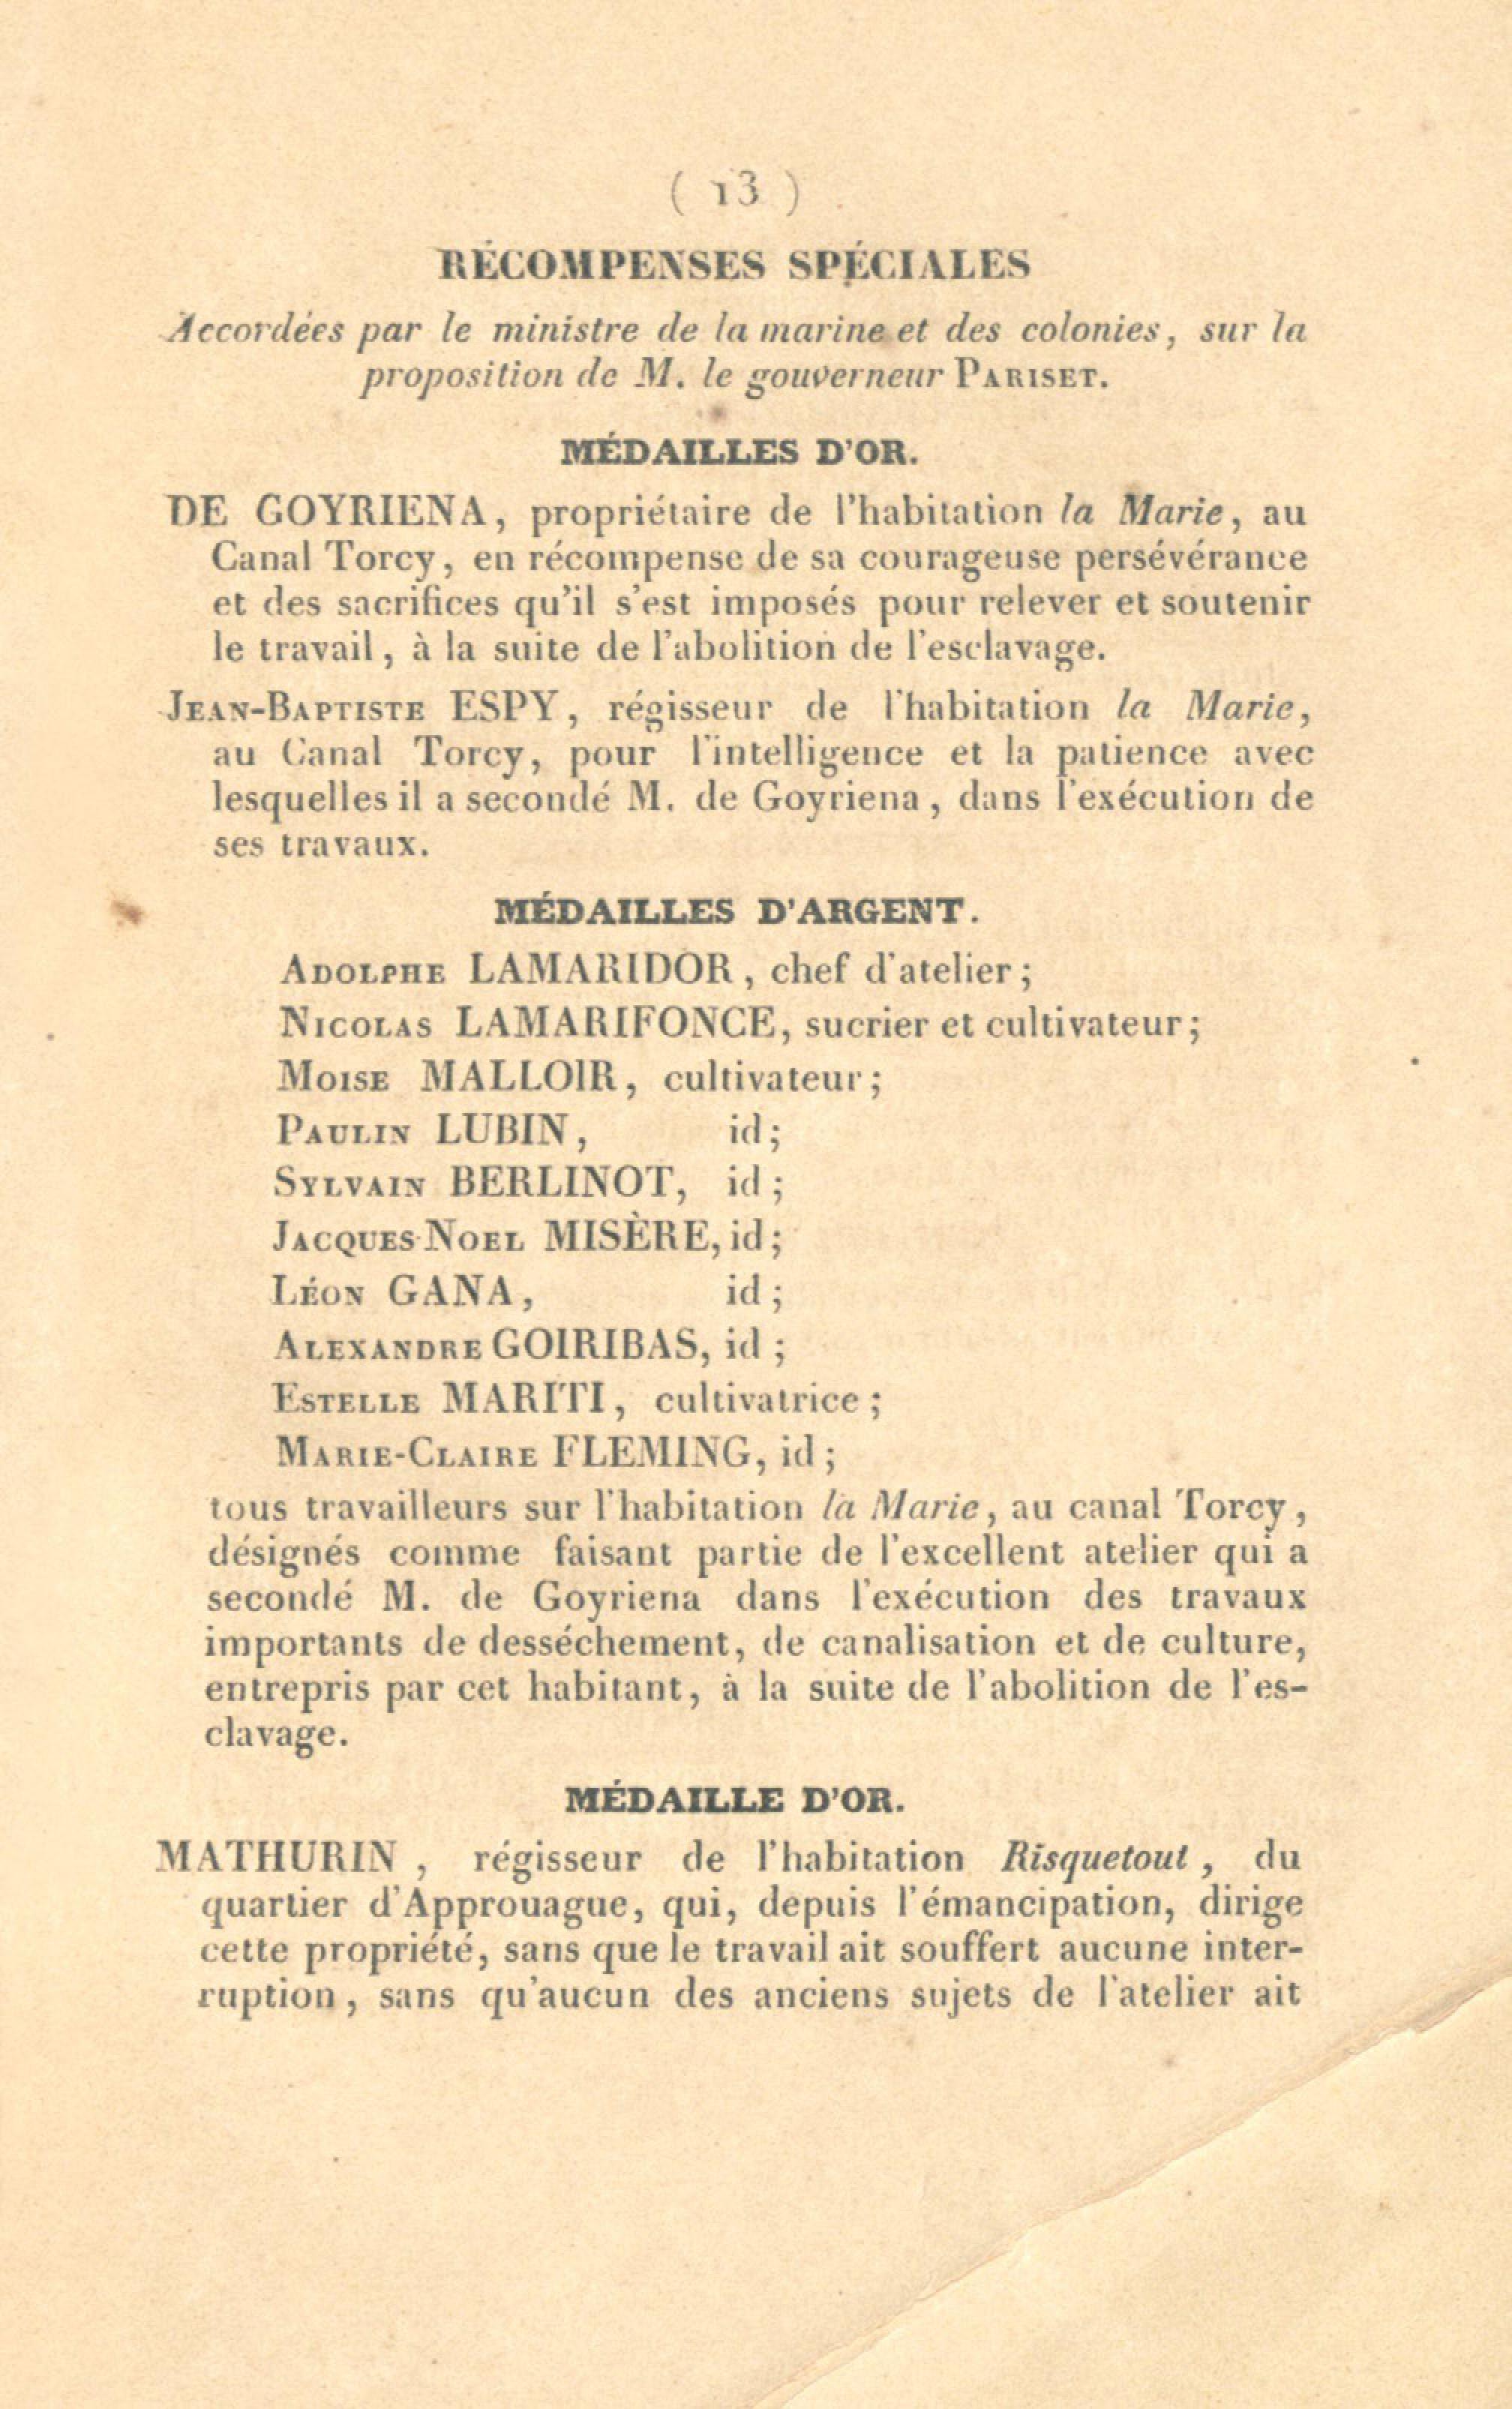 ( 13 )
RÉCOMPENSES SPÉCIALES
Accordées par le ministre de la marine et des colonies, sur la
proposition de M. le gouverneur PARISET.
MÉDAILLES D'OR.
DE GOYRIENA, propriétaire de l'habitation la Marie, au
Canal Torcy, en récompense de sa courageuse persévérance
et des sacrifices qu'il s'est imposés pour relever et soutenir
le travail, à la suite de l'abolition de l'esclavage.
JEAN-BAPTISTE ESPY, régisseur de l'habitation la Marie,
au Canal Torcy, pour l'intelligence et la patience avec
lesquelles il a secondé M. de Goyriena, dans l'exécution de
ses travaux.
MÉDAILLES D'ARGENT.
ADOLPHE LAMARIDOR, chef d'atelier;
NICOLAS LAMARIFONCE, sucrier et cultivateur;
MOISE MALLOIR, cultivateur;
PAULIN LUBIN, id;
SYLVAIN BERLINOT, id;
JACQUES-NOEL MISÈRE, id;
LÉON GANA, id;
ALEXANDRE GOIRIBAS, id;
ESTELLE MARITI, cultivatrice;
MARIE-CLAIRE FLEMING, id;
tous travailleurs sur l'habitation la Marie, au canal Torcy,
désignés comme faisant partie de l'excellent atelier qui a
secondé M. de Goyriena dans l'exécution des travaux
importants de desséchement, de canalisation et de culture,
entrepris par cet habitant, à la suite de l'abolition de l'es-
clavage.
MÉDAILLE D'OR.
MATHURIN, régisseur de l'habitation Risquetout, du
quartier d'Approuague, qui, depuis l'émancipation, dirige
cette propriété, sans que le travail ait souffert aucune inter-
ruption, sans qu'aucun des anciens sujets de l'atelier ait